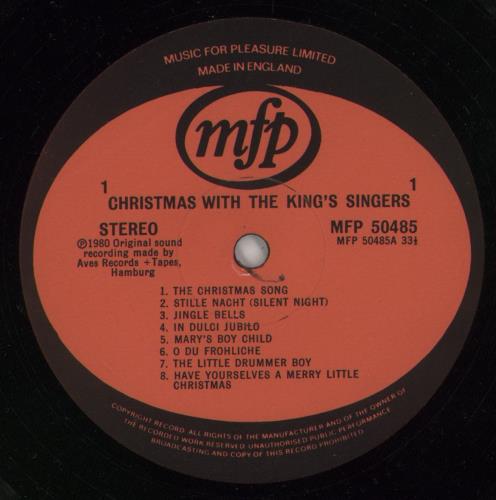 MUSIC FOR PLEASURE LIMITED
MADE IN ENGLAND
mfp
1 1
CHRISTMAS WITH THE KING'S SINGERS
STEREO MFP 50485
Ⓟ1980 Original sound MFP 50485A 33⅓
recording made by
Aves Records +Tapes,
Hamburg
1. THE CHRISTMAS SONG
2. STILLE NACHT (SILENT NIGHT)
3. JINGLE BELLS
4. IN DULCI JUBILO
5. MARY'S BOY CHILD
6. O DU FROHLICHE
7. THE LITTLE DRUMMER BOY
8. HAVE YOURSELVES A MERRY LITTLE
CHRISTMAS
COPYRIGHT RECORD. ALL RIGHTS OF THE MANUFACTURER AND OF THE OWNER OF
THE RECORDED WORK RESERVED. UNAUTHORISED PUBLIC PERFORMANCE,
BROADCASTING AND COPY OF THIS RECORD PROHIBITED